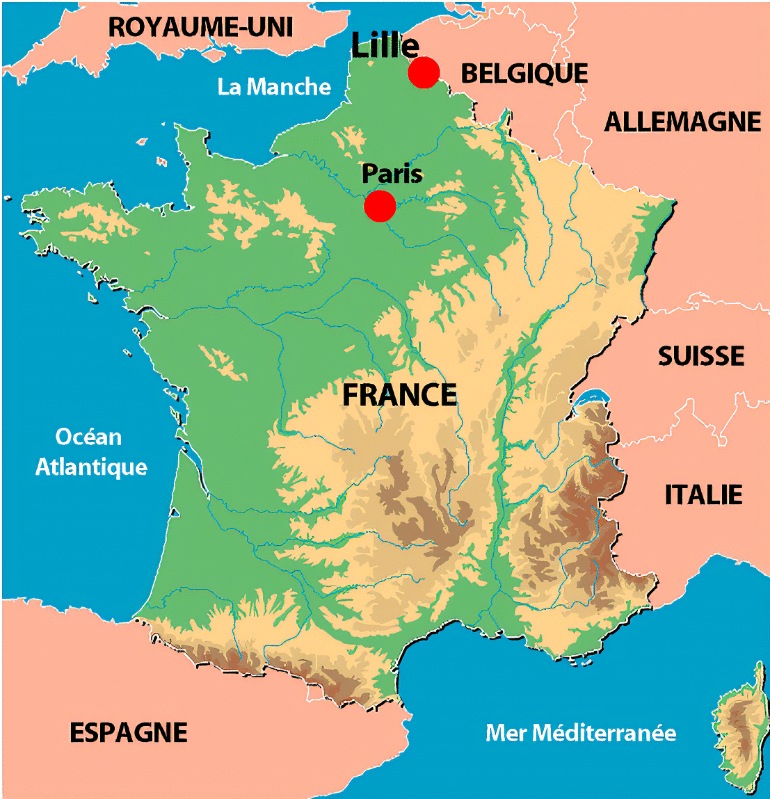 ROYAUME-UNI
Lille
BELGIQUE
La Manche
ALLEMAGNE
Paris
SUISSE
FRANCE
Océan
Atlantique
ITALIE
ESPAGNE
Mer Méditerranée